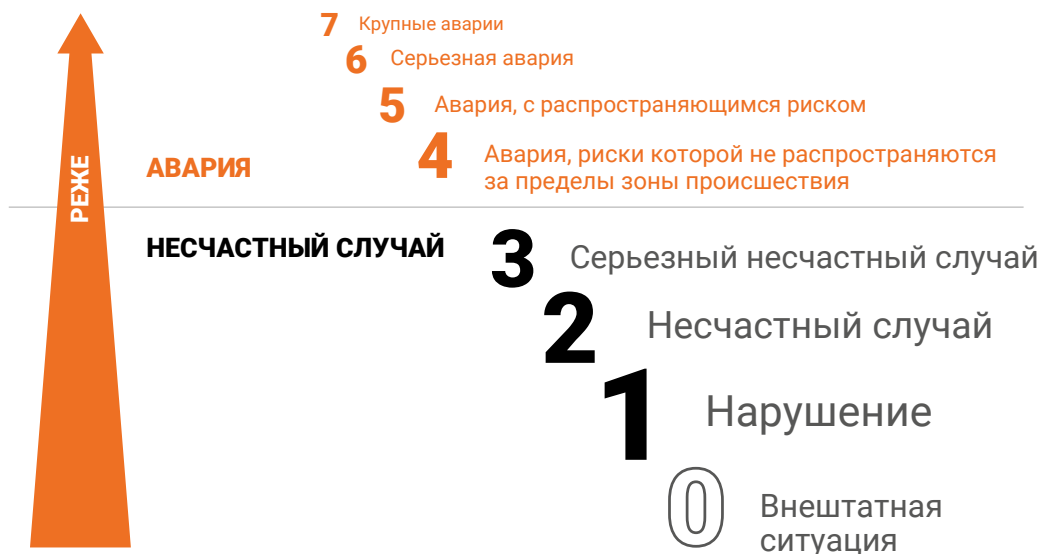 7 Крупные аварии
6 Серьезная авария
5 Авария, с распространяющимся риском
РЕЖЕ
АВАРИЯ
4 Авария, риски которой не распространяются
за пределы зоны происшествия
НЕСЧАСТНЫЙ СЛУЧАЙ
3 Серьезный несчастный случай
2 Несчастный случай
1 Нарушение
0 Внештатная
ситуация